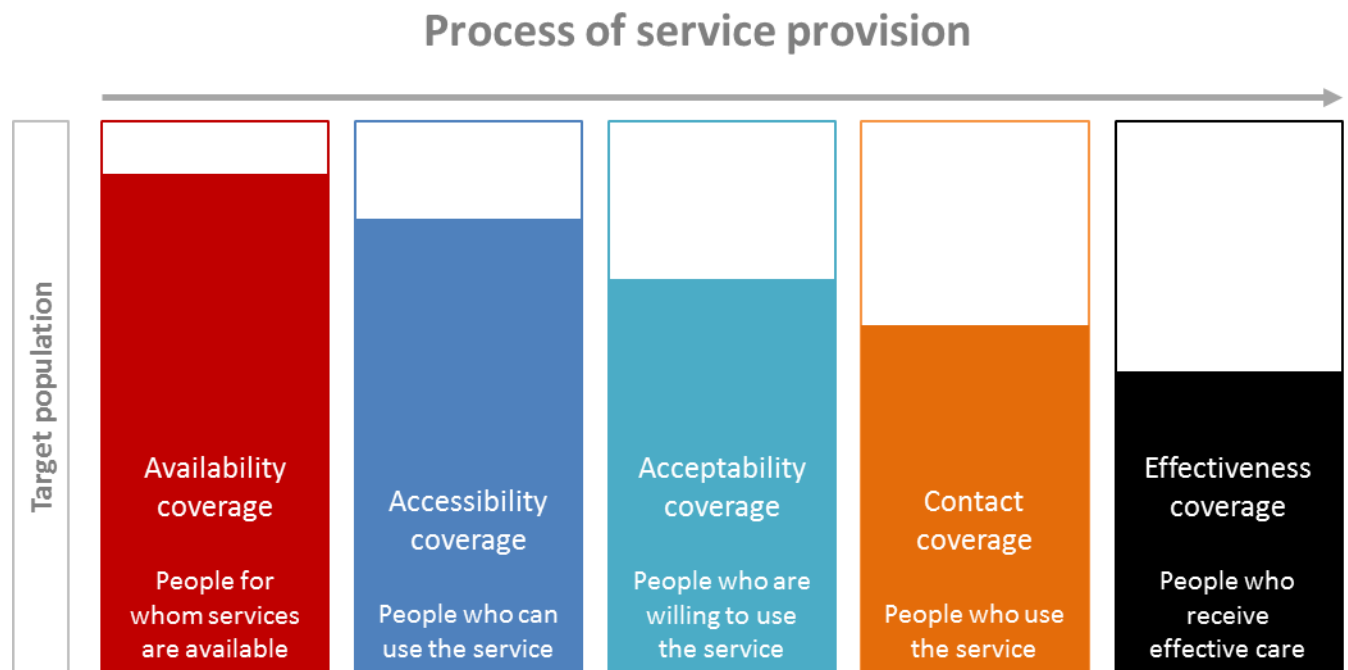 Process of service provision
Target population
Availability
coverage
People for
whom services
are available
Accessibility
coverage
People who can
use the service
Acceptability
coverage
People who are
willing to use
the service
Contact
coverage
People who use
the service
Effectiveness
coverage
People who
receive
effective care